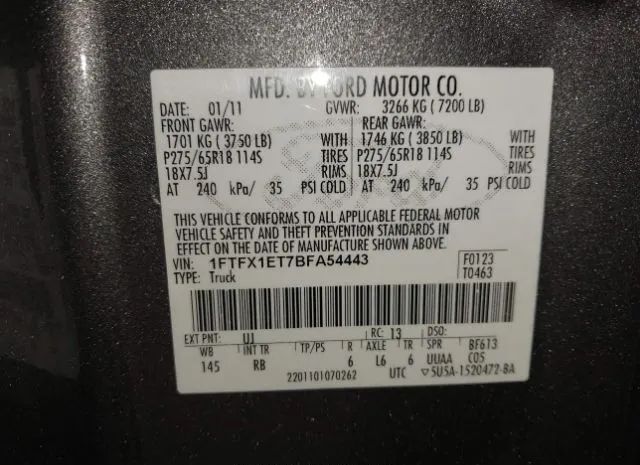 MFD. BY FORD MOTOR CO.
DATE: 01/11 GVWR: 3266 KG ( 7200 LB)
FRONT GAWR: REAR GAWR:
1701 KG ( 3750 LB) WITH 1746 KG ( 3850 LB) WITH
P275/65R18 114S TIRES P275/65R18 114S TIRES
18X7.5J RIMS 18X7.5J RIMS
AT 240 kPa/ 35 PSI COLD AT 240 kPa/ 35 PSI COLD
THIS VEHICLE CONFORMS TO ALL APPLICABLE FEDERAL MOTOR
VEHICLE SAFETY AND THEFT PREVENTION STANDARDS IN
EFFECT ON THE DATE OF MANUFACTURE SHOWN ABOVE.
VIN: 1FTFX1ET7BFA54443 F0123
TYPE: Truck T0463
EXT PNT: UJ RC: 13 DSO:
WB INT TR TP/PS R AXLE TR SPR BF613
145 RB 6 L6 6 UUAA C05
2201101070262 UTC ▽ SU5A-1520472-BA